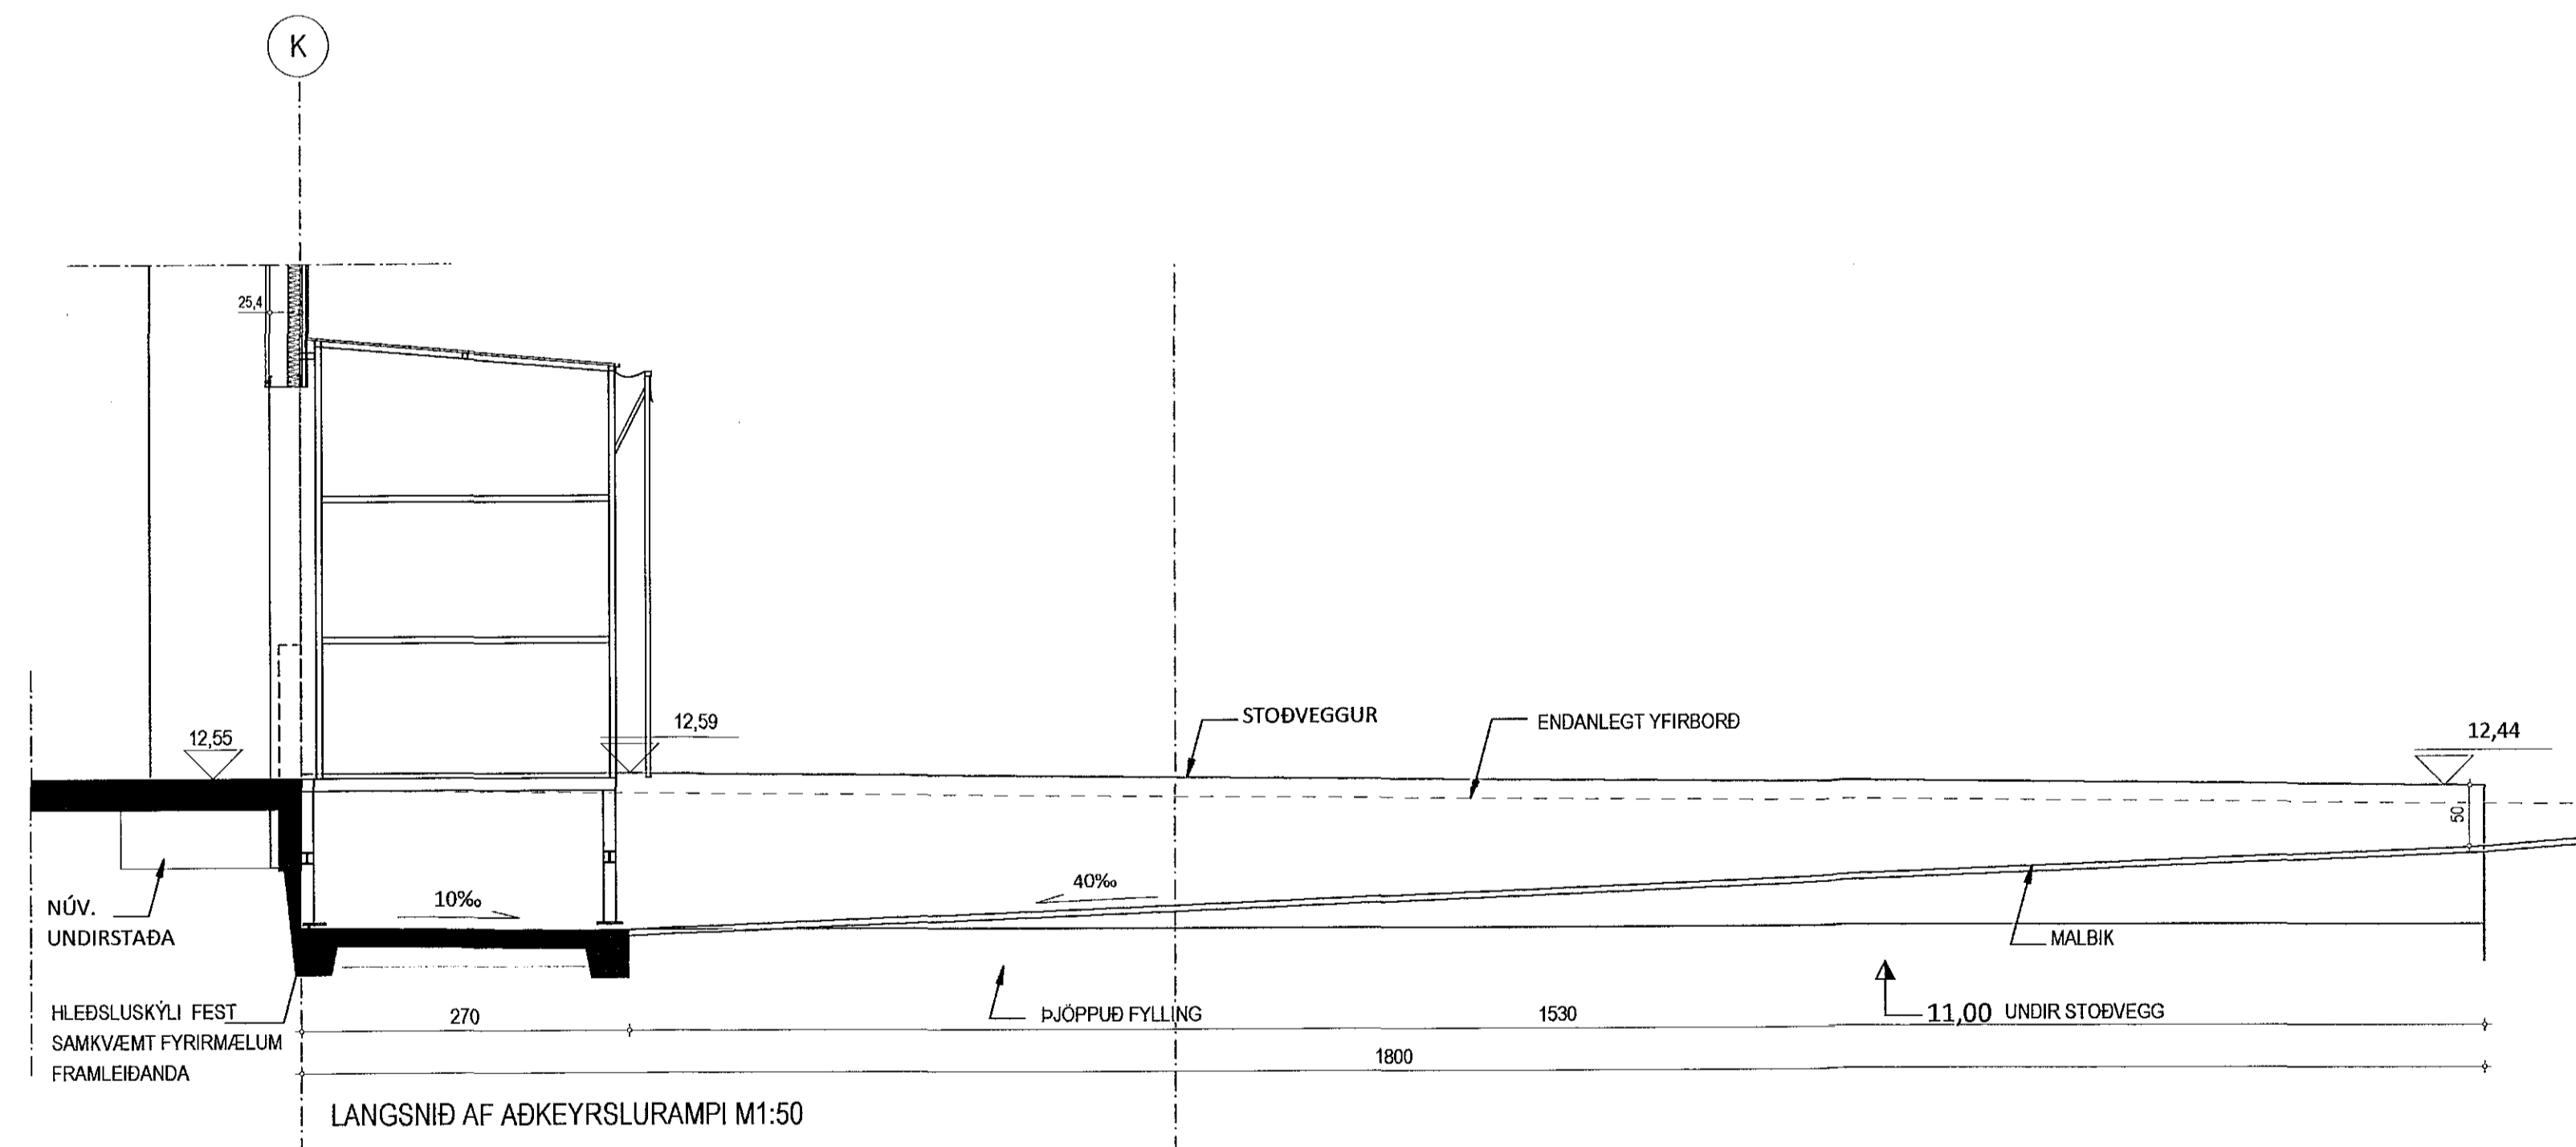 K
25,4
12,55
12,59
STOÐVEGGUR
ENDANLEGT YFIRBORÐ
12,44
50
NÚV.
UNDIRSTAÐA
10‰
40‰
MALBIK
HLEÐSLUSKÝLI FEST
SAMKVÆMT FYRIRMÆLUM
FRAMLEIÐANDA
270
ÞJÖPPUÐ FYLLING
1530
11,00 UNDIR STOÐVEGG
1800
LANGSNIÐ AF AÐKEYRSLURAMPI M1:50